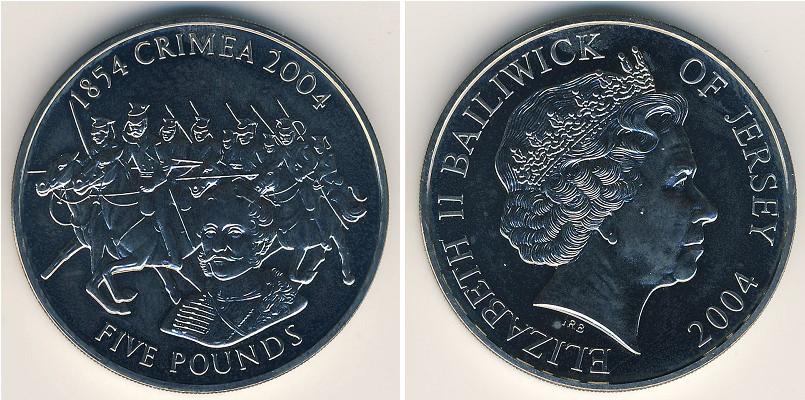 1854 CRIMEA 2004
FIVE POUNDS
ELIZABETH II BAILIWICK OF JERSEY 2004
IRB